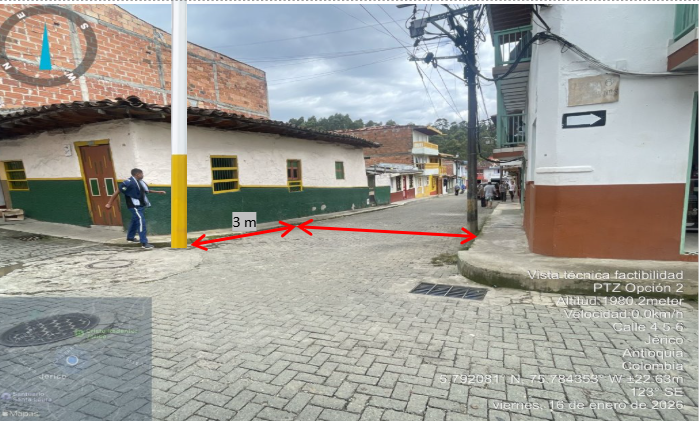 3 m
Vista técnica factibilidad
PTZ Opción 2
Altitud:1980.2meter
Velocidad:0.0km/h
Calle 4 5-6
Jericó
Antioquia
Colombia
5.792081° N, 75.784353° W ±22.63m
123° SE
viernes, 16 de enero de 2026
Jericó
Mapas